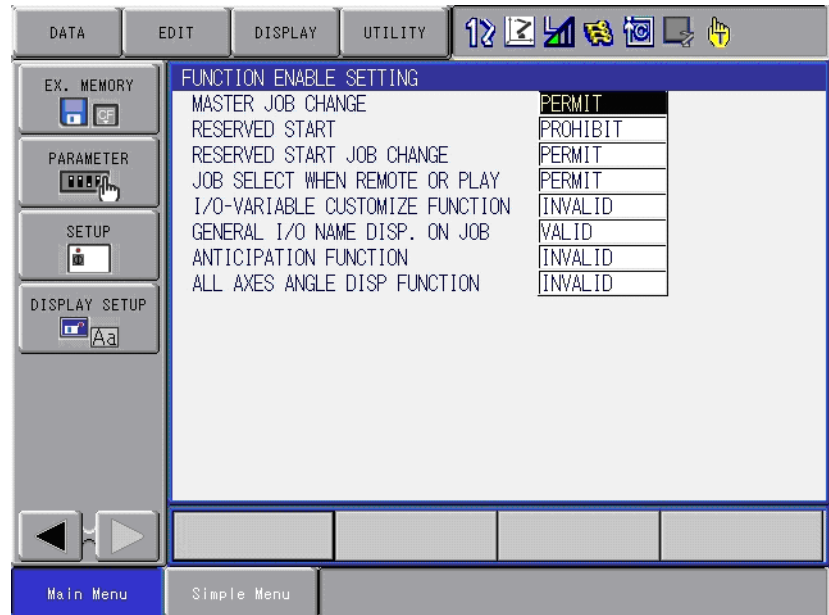 DATA EDIT DISPLAY UTILITY
EX. MEMORY
CF
PARAMETER
SETUP
DISPLAY SETUP
Aa
FUNCTION ENABLE SETTING
MASTER JOB CHANGE PERMIT
RESERVED START PROHIBIT
RESERVED START JOB CHANGE PERMIT
JOB SELECT WHEN REMOTE OR PLAY PERMIT
I/O-VARIABLE CUSTOMIZE FUNCTION INVALID
GENERAL I/O NAME DISP. ON JOB VALID
ANTICIPATION FUNCTION INVALID
ALL AXES ANGLE DISP FUNCTION INVALID
Main Menu Simple Menu